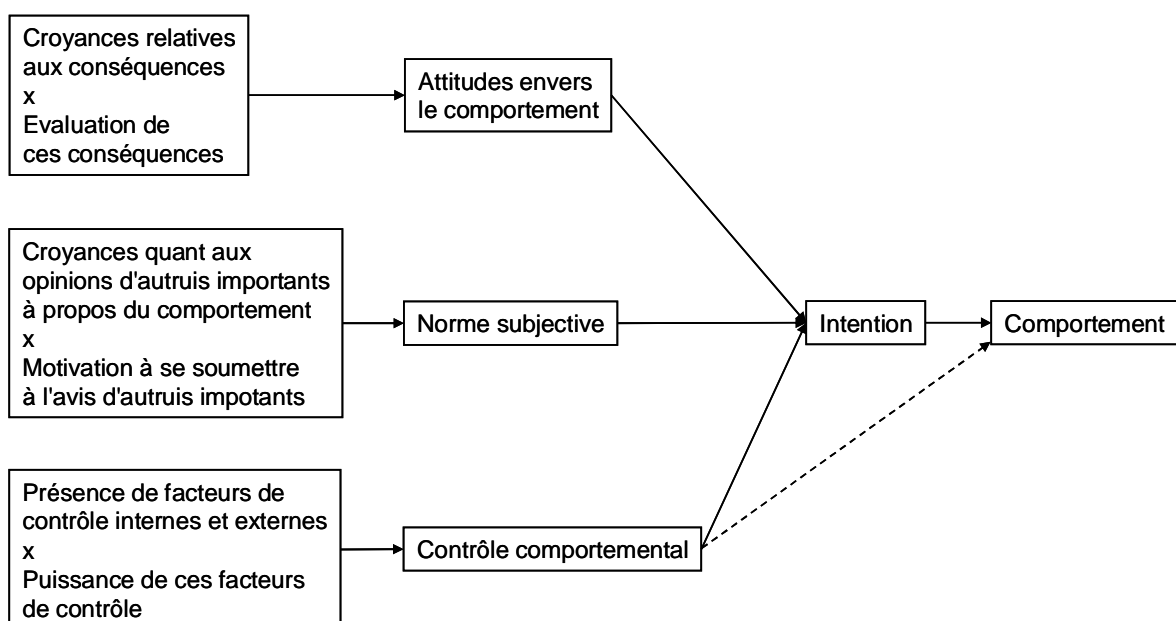 Croyances relatives
aux conséquences
x
Evaluation de
ces conséquences
Attitudes envers
le comportement
Croyances quant aux
opinions d'autruis importants
à propos du comportement
x
Motivation à se soumettre
à l'avis d'autruis impotants
Norme subjective
Intention
Comportement
Présence de facteurs de
contrôle internes et externes
x
Puissance de ces facteurs
de contrôle
Contrôle comportemental